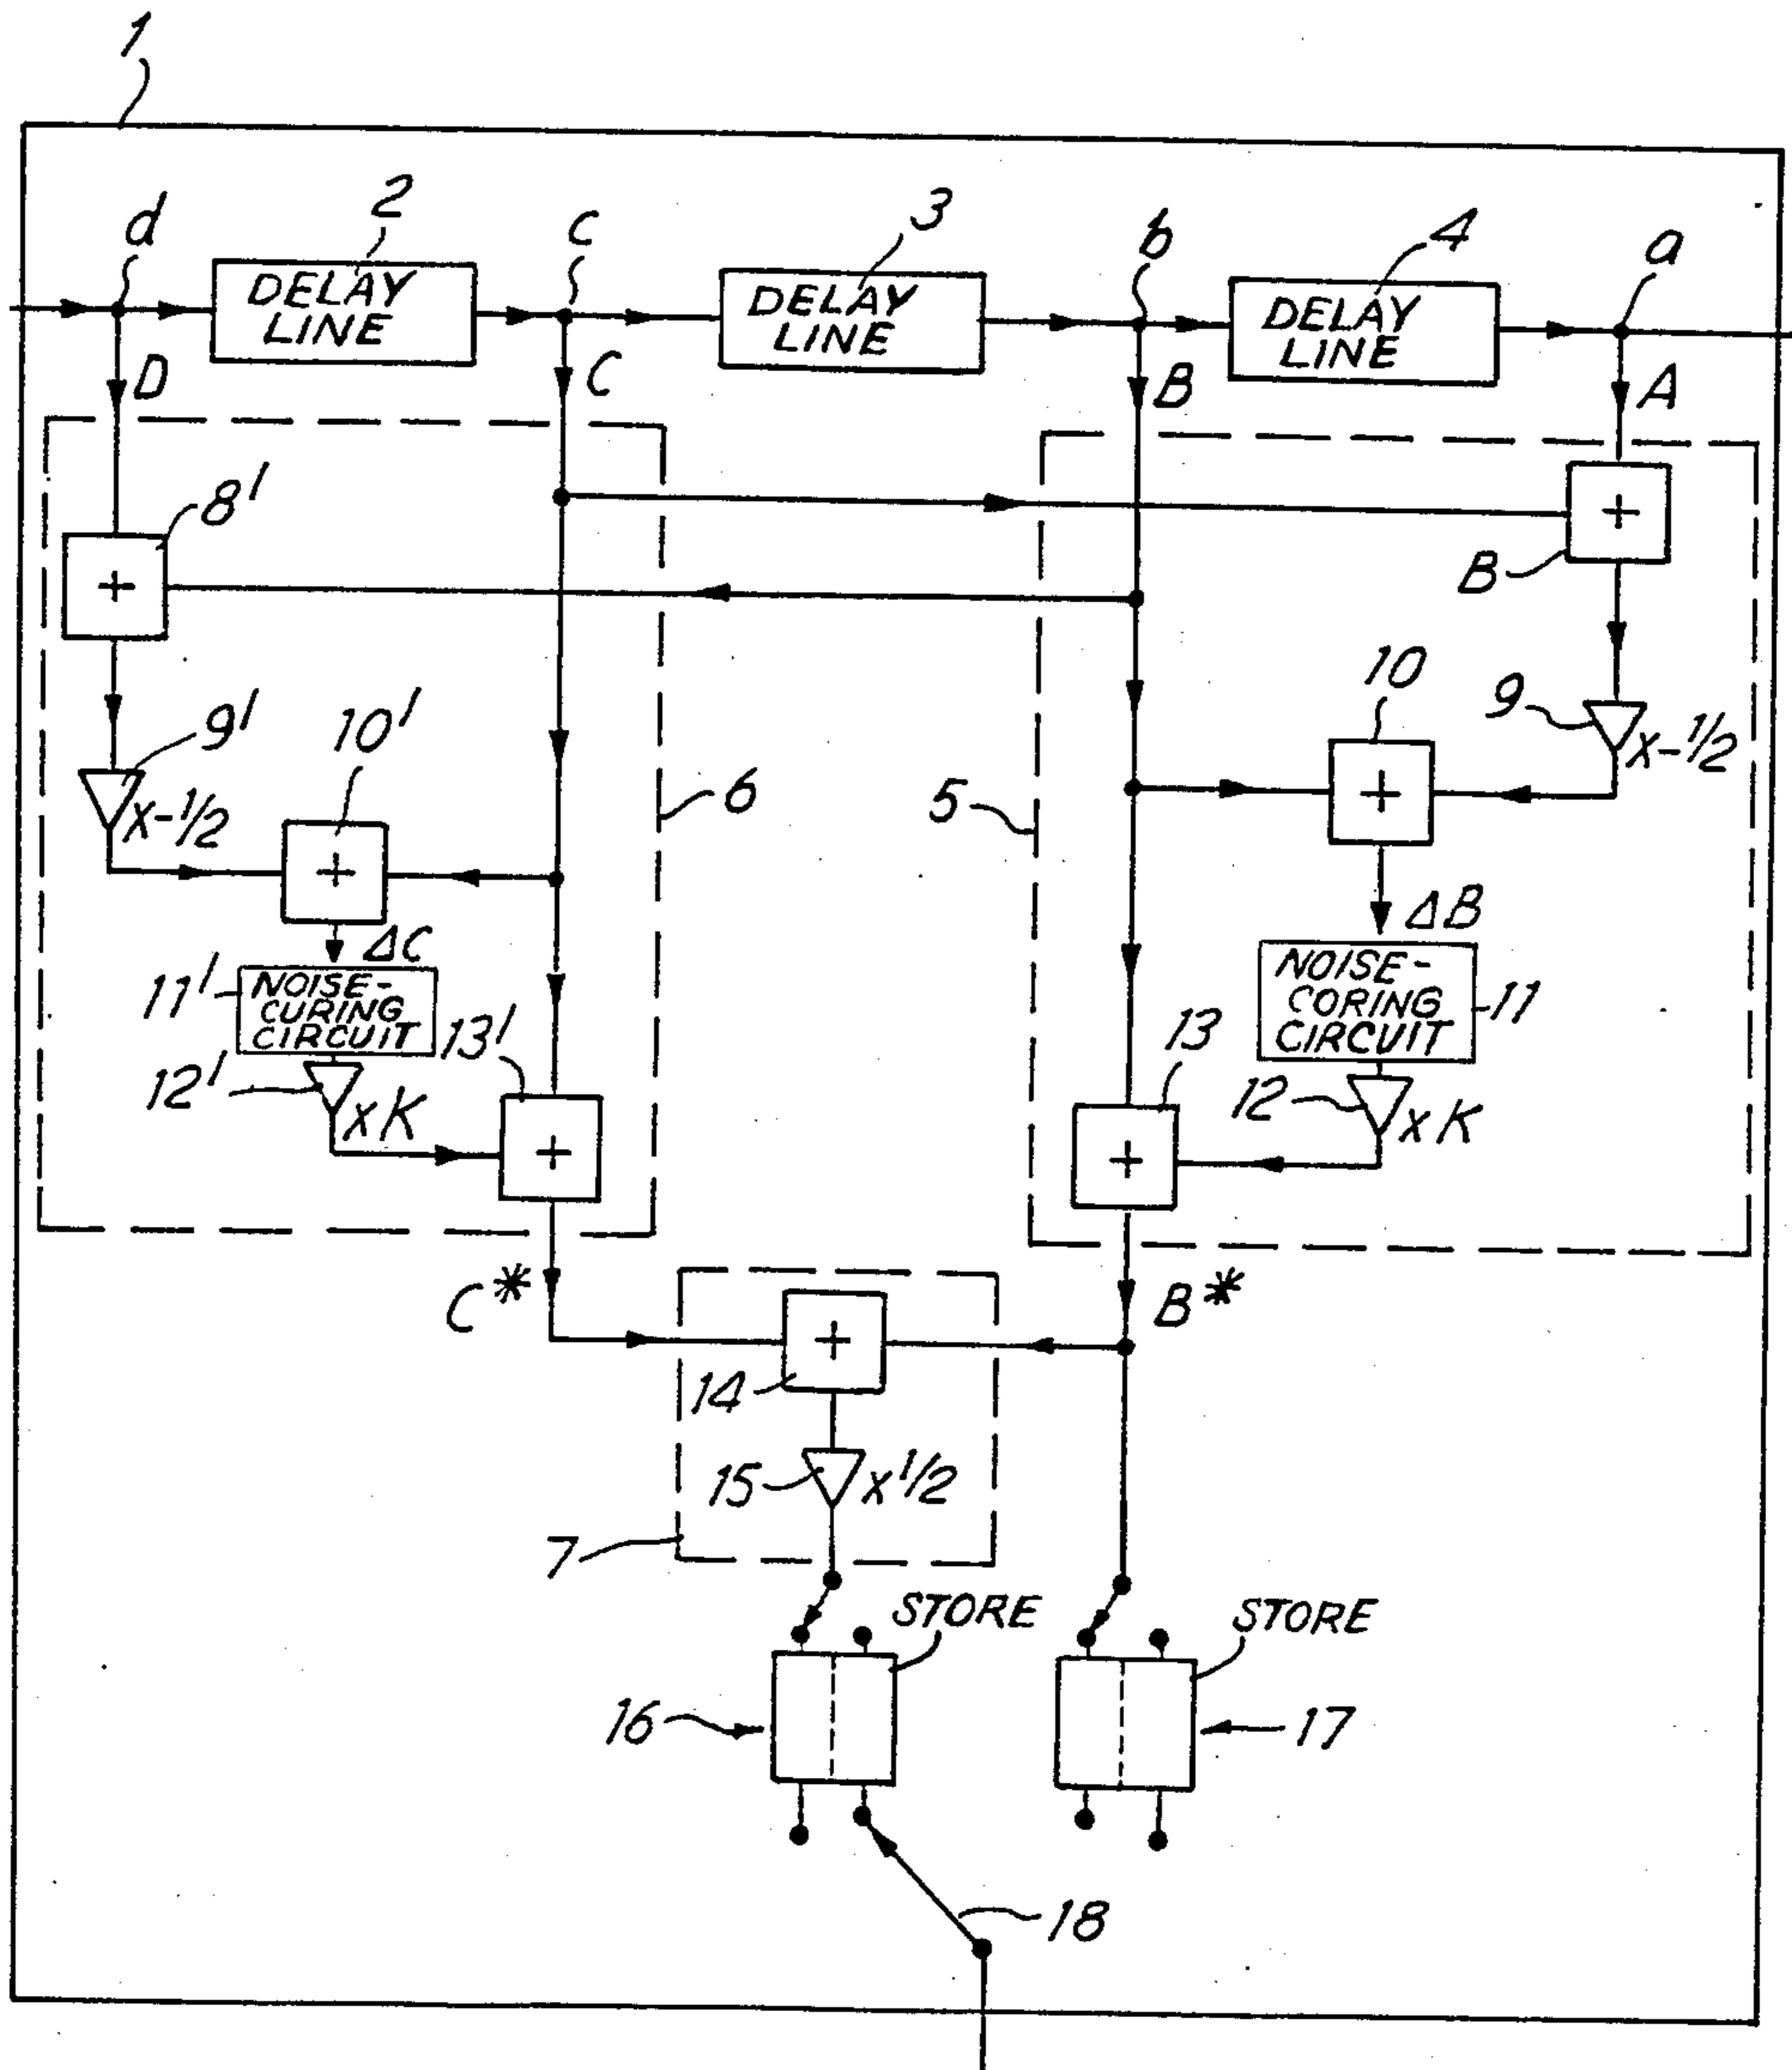 1
d
2
c
3
b
4
a
DELAY
LINE
DELAY
LINE
DELAY
LINE
D
C
B
A
8'
+
+
B
9'
10'
10
9
x-1/2
x-1/2
6
5
+
+
ΔC
ΔB
11'
NOISE-
CURING
CIRCUIT
NOISE-
CORING
CIRCUIT
11
12'
xK
13'
13
12
xK
+
+
C*
B*
+
14
15
x1/2
7
STORE
STORE
16
17
18